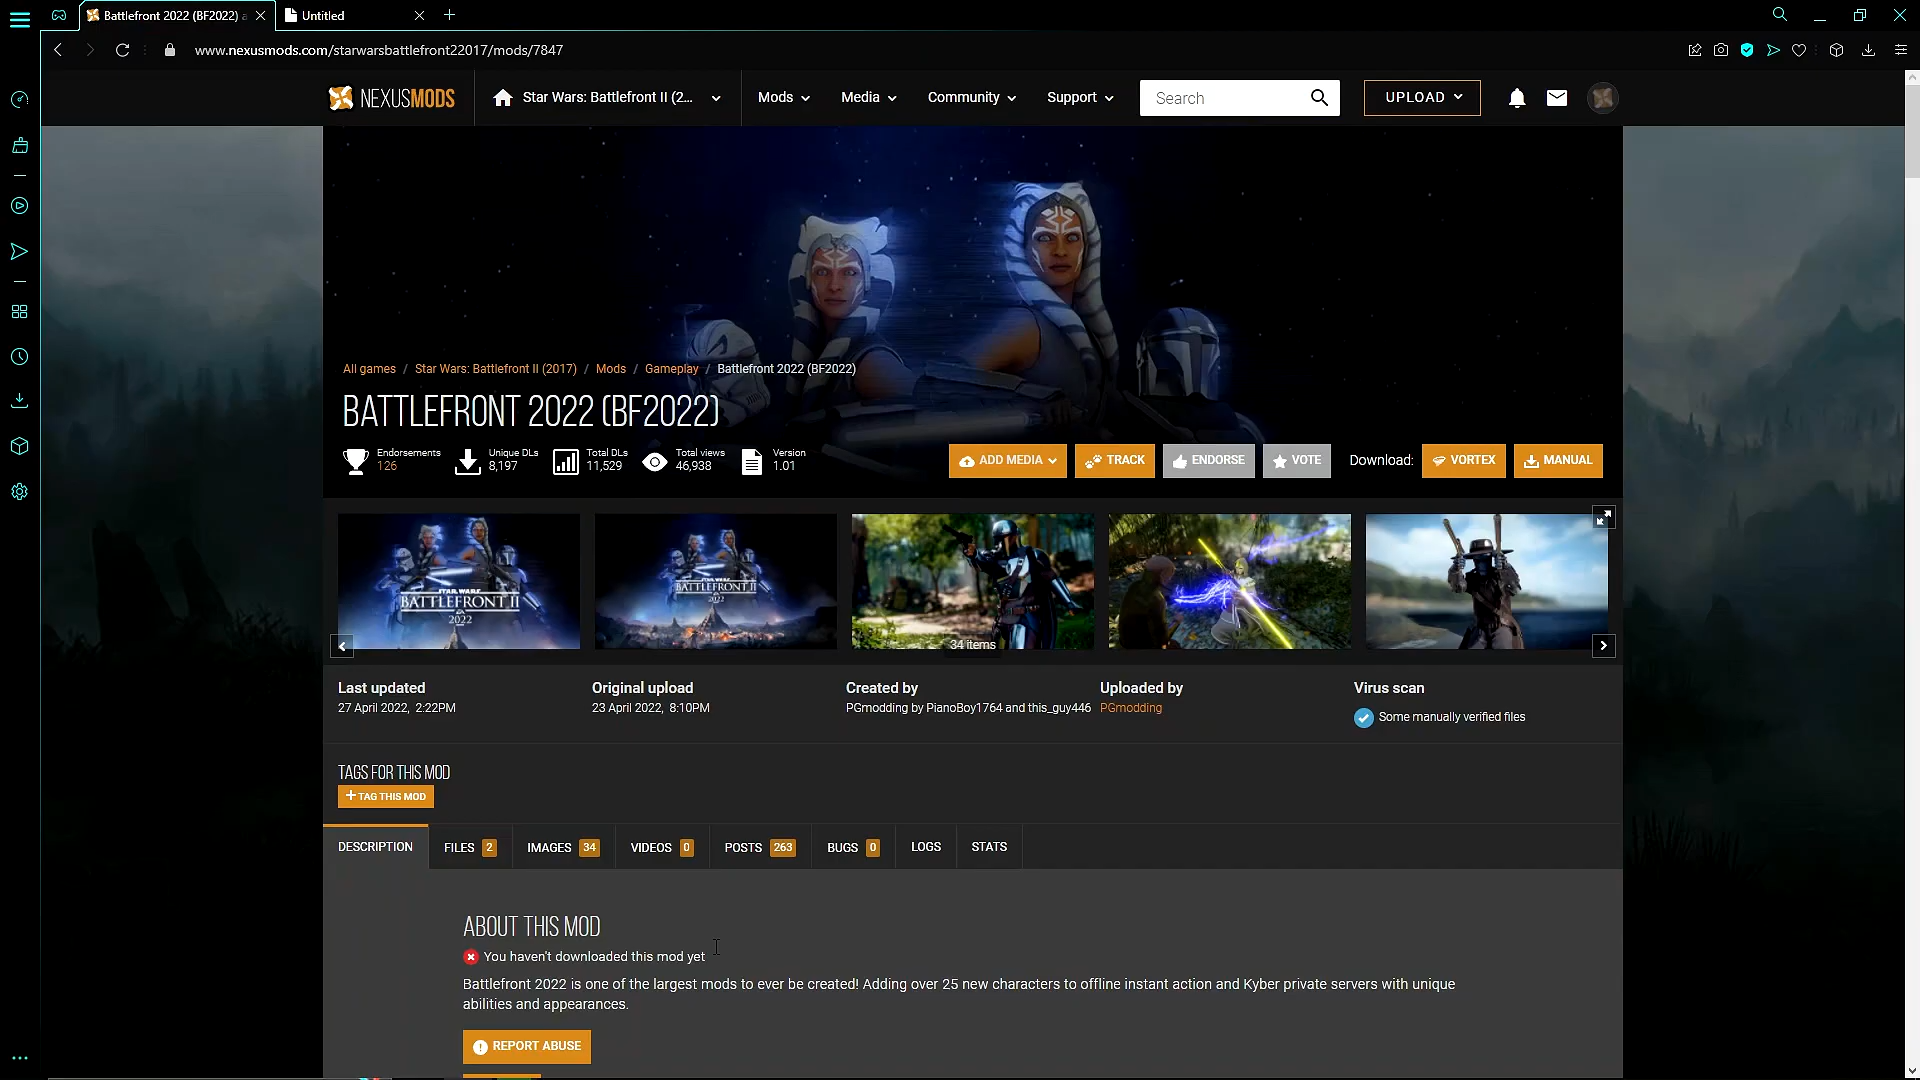 Battlefront 2022 (BF2022) a
Untitled
www.nexusmods.com/starwarsbattlefront22017/mods/7847
NEXUSMODS
Star Wars: Battlefront II (2...
Mods
Media
Community
Support
Search
UPLOAD
All games / Star Wars: Battlefront II (2017) / Mods / Gameplay / Battlefront 2022 (BF2022)
BATTLEFRONT 2022 (BF2022)
Endorsements
126
Unique DLs
8,197
Total DLs
11,529
Total views
46,938
Version
1.01
ADD MEDIA
TRACK
ENDORSE
VOTE
Download:
VORTEX
MANUAL
STAR WARS
BATTLEFRONT II
2022
STAR WARS
BATTLEFRONT II
2022
34 items
Last updated
27 April 2022, 2:22PM
Original upload
23 April 2022, 8:10PM
Created by
PGmodding by PianoBoy1764 and this_guy446
Uploaded by
PGmodding
Virus scan
Some manually verified files
TAGS FOR THIS MOD
+ TAG THIS MOD
DESCRIPTION
FILES 2
IMAGES 34
VIDEOS 0
POSTS 263
BUGS 0
LOGS
STATS
ABOUT THIS MOD
You haven't downloaded this mod yet
Battlefront 2022 is one of the largest mods to ever be created! Adding over 25 new characters to offline instant action and Kyber private servers with unique
abilities and appearances.
REPORT ABUSE